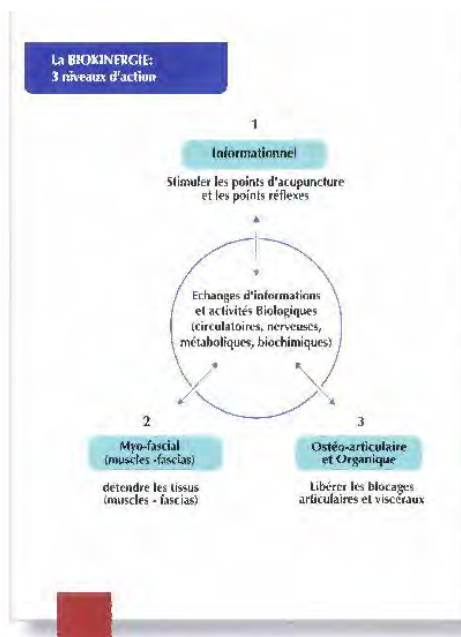 La BIOKINERGIE:
3 niveaux d'action
1
Informationnel
Stimuler les points d'acupuncture
et les points réflexes
Echanges d'informations
et activités Biologiques
(circulatoires, nerveuses,
métaboliques, biochimiques)
2
Myo-fascial
(muscles -fascias)
detendre les tissus
(muscles - fascias)
3
Ostéo-articulaire
et Organique
Libérer les blocages
articulaires et viscéraux